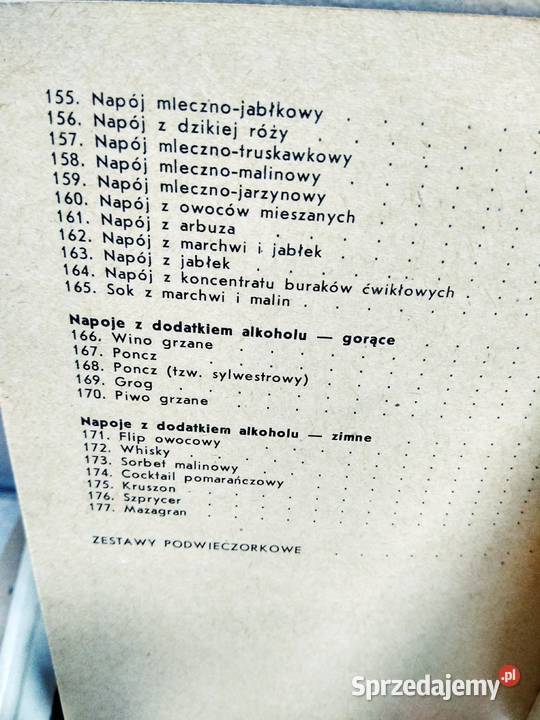 155. Napój mleczno-jabłkowy
156. Napój z dzikiej róży
157. Napój mleczno-truskawkowy
158. Napój mleczno-malinowy
159. Napój mleczno-jarzynowy
160. Napój z owoców mieszanych
161. Napój z arbuza
162. Napój z marchwi i jabłek
163. Napój z jabłek
164. Napój z koncentratu buraków ćwikłowych
165. Sok z marchwi i malin
Napoje z dodatkiem alkoholu — gorące
166. Wino grzane
167. Poncz
168. Poncz (tzw. sylwestrowy)
169. Grog
170. Piwo grzane
Napoje z dodatkiem alkoholu — zimne
171. Flip owocowy
172. Whisky
173. Sorbet malinowy
174. Cocktail pomarańczowy
175. Kruszon
176. Szprycer
177. Mazagran
ZESTAWY PODWIECZORKOWE
Sprzedajemy.pl